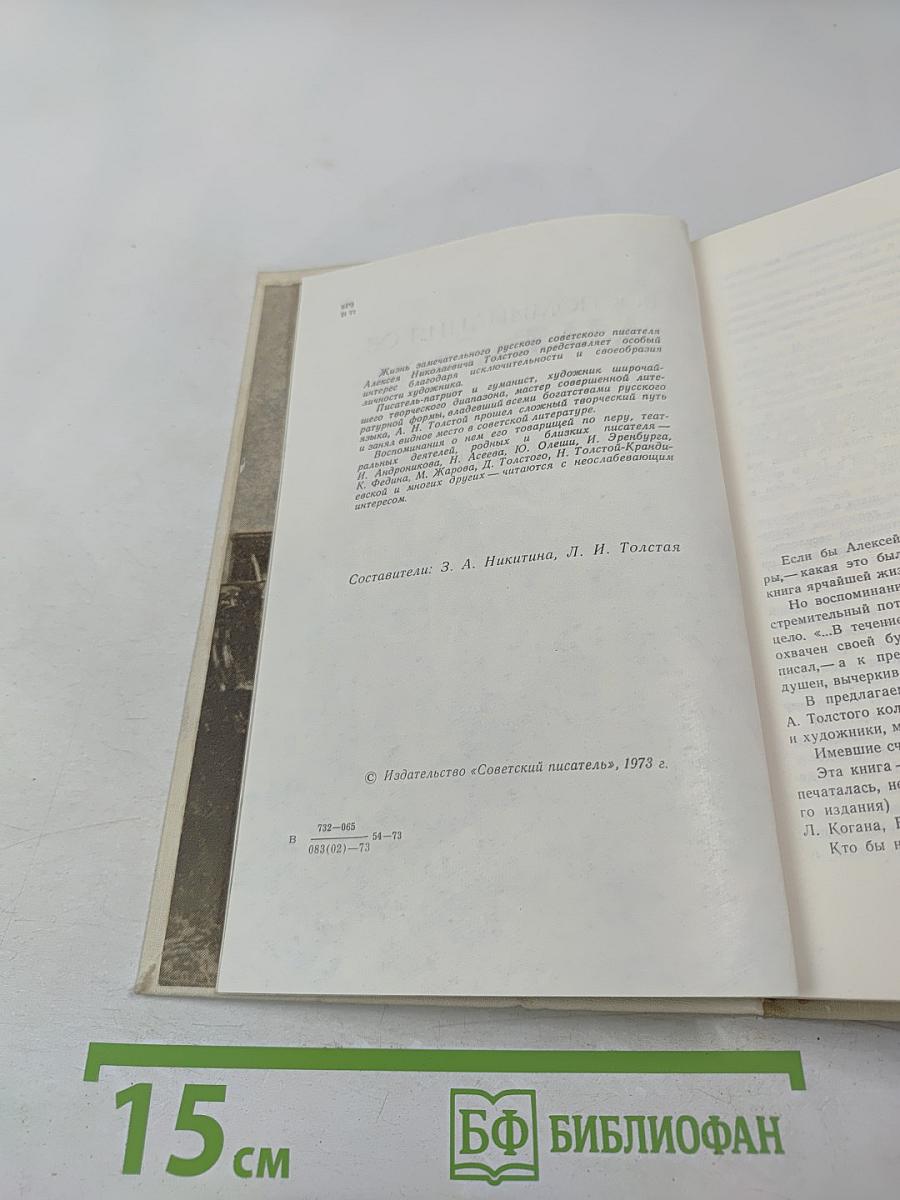 Жизнь замечательного русского советского писателя
Алексея Николаевича Толстого представляет особый
интерес благодаря исключительности и своеобразия
личности художника.
Писатель-патриот и гуманист, художник широчай-
шего творческого диапазона, мастер совершенной лите-
ратурной формы, владевший всеми богатствами русского
языка, А. Н. Толстой прошел сложный творческий путь
и занял видное место в советской литературе.
Воспоминания о нем его товарищей по перу, теат-
ральных деятелей, родных и близких писателя —
И. Андроникова, Н. Асеева, Ю. Олеши, И. Эренбурга,
К. Федина, М. Жарова, Д. Толстого, Н. Толстой-Кранди-
евской и многих других — читаются с неослабевающим
интересом.
Составители: З. А. Никитина, Л. И. Толстая
© Издательство «Советский писатель», 1973 г.
В 732—065 54—73
083(02)—73
Если бы Алексей
ры,— какая это был
книга ярчайшей жиз
Но воспоминани
стремительный пот
цело. «...В течение
охвачен своей бу
писал,— а к пре
душен, вычеркив
В предлагаем
А. Толстого кол
и художники, м
Имевшие сч
Эта книга —
печаталась, не
го издания)
Л. Когана, 
Кто бы н
15 см
БФ БИБЛИОФАН